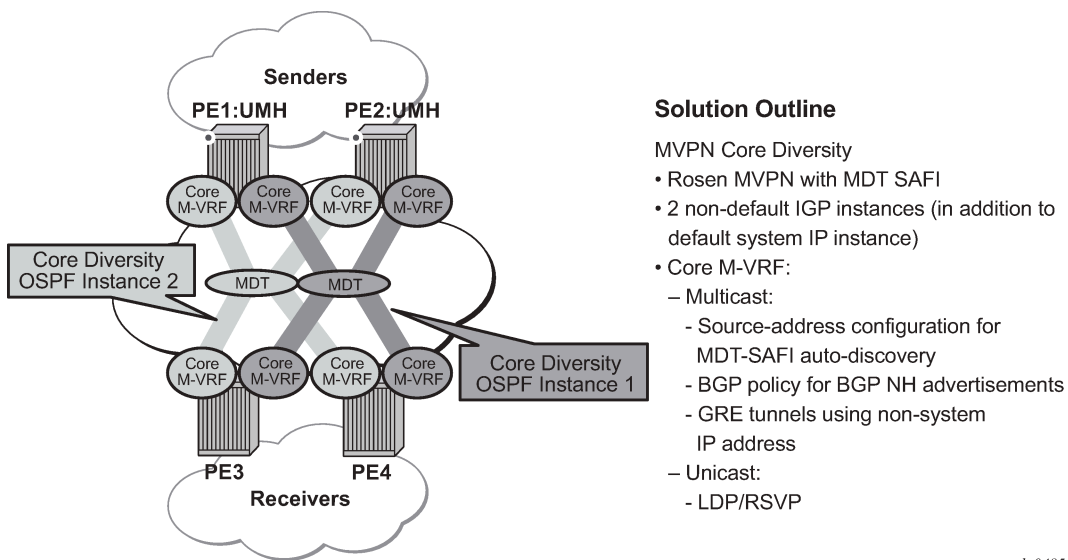 Senders
PE1:UMH
PE2:UMH
Core
M-VRF
Core
M-VRF
Core
M-VRF
Core
M-VRF
Core Diversity
OSPF Instance 2
MDT
MDT
Core
M-VRF
Core
M-VRF
Core
M-VRF
Core
M-VRF
Core Diversity
OSPF Instance 1
PE3
PE4
Receivers
Solution Outline
MVPN Core Diversity
• Rosen MVPN with MDT SAFI
• 2 non-default IGP instances (in addition to
default system IP instance)
• Core M-VRF:
– Multicast:
- Source-address configuration for
MDT-SAFI auto-discovery
- BGP policy for BGP NH advertisements
- GRE tunnels using non-system
IP address
– Unicast:
- LDP/RSVP